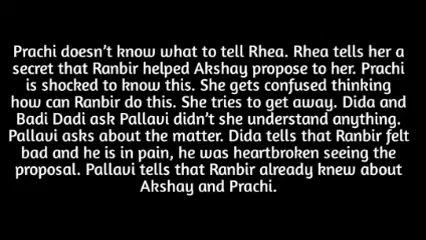 Prachi doesn’t know what to tell Rhea. Rhea tells her a
secret that Ranbir helped Akshay propose to her. Prachi
is shocked to know this. She gets confused thinking
how can Ranbir do this. She tries to get away. Dida and
Badi Dadi ask Pallavi didn’t she understand anything.
Pallavi asks about the matter. Dida tells that Ranbir felt
bad and he is in pain, he was heartbroken seeing the
proposal. Pallavi tells that Ranbir already knew about
Akshay and Prachi.